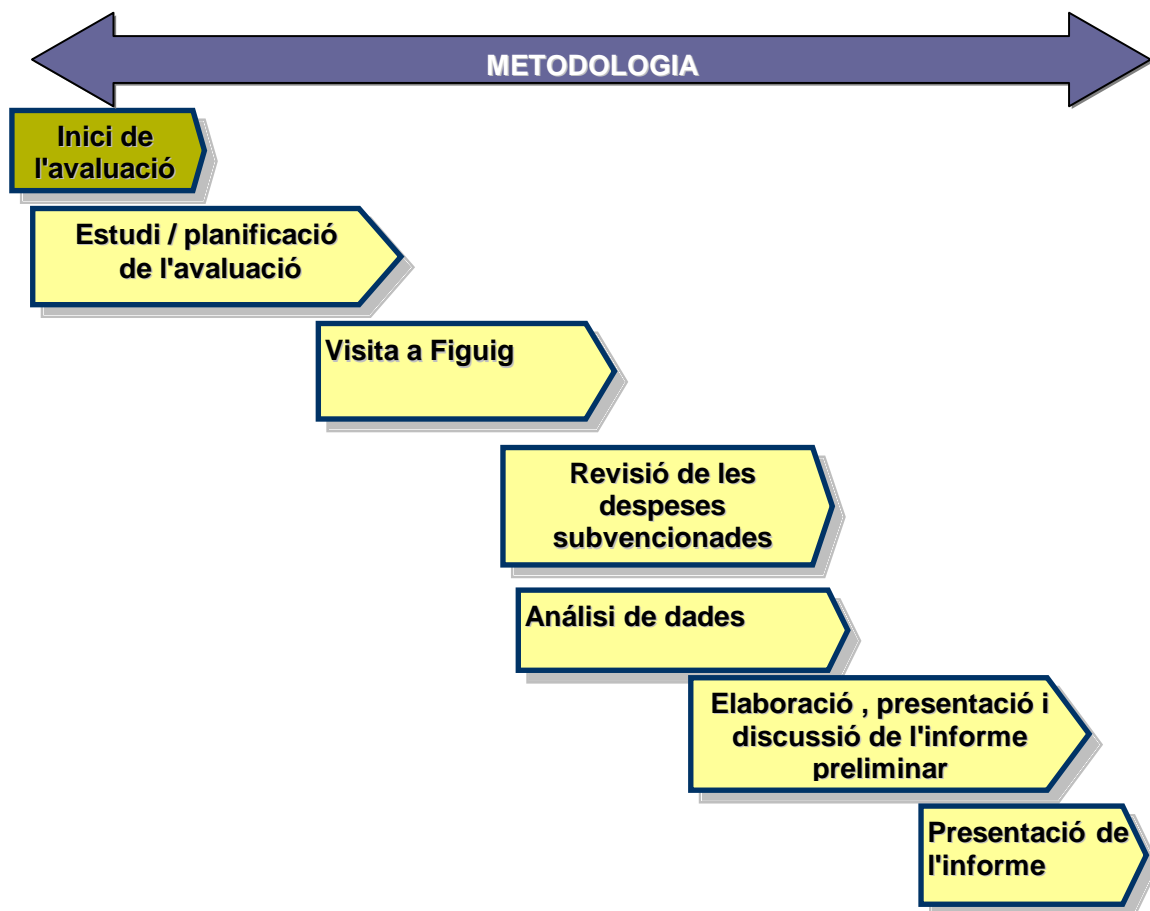 METODOLOGIA
Inici de
l'avaluació
Estudi / planificació
de l'avaluació
Visita a Figuig
Revisió de les
despeses
subvencionades
Análisi de dades
Elaboració , presentació i
discussió de l'informe
preliminar
Presentació de
l'informe